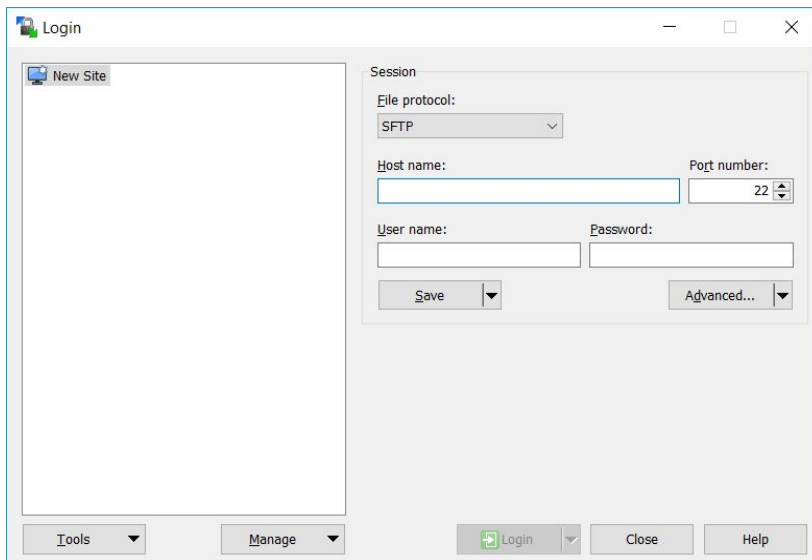 Login
New Site
Session
File protocol:
SFTP
Host name:
Port number:
22
User name:
Password:
Save
Advanced...
Tools
Manage
Login
Close
Help